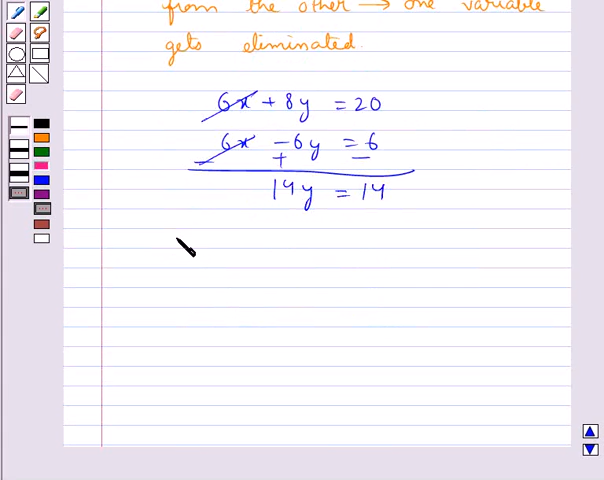 from the other → one variable
gets eliminated.
6x + 8y = 20
6x - 6y = 6
- + -
14y = 14